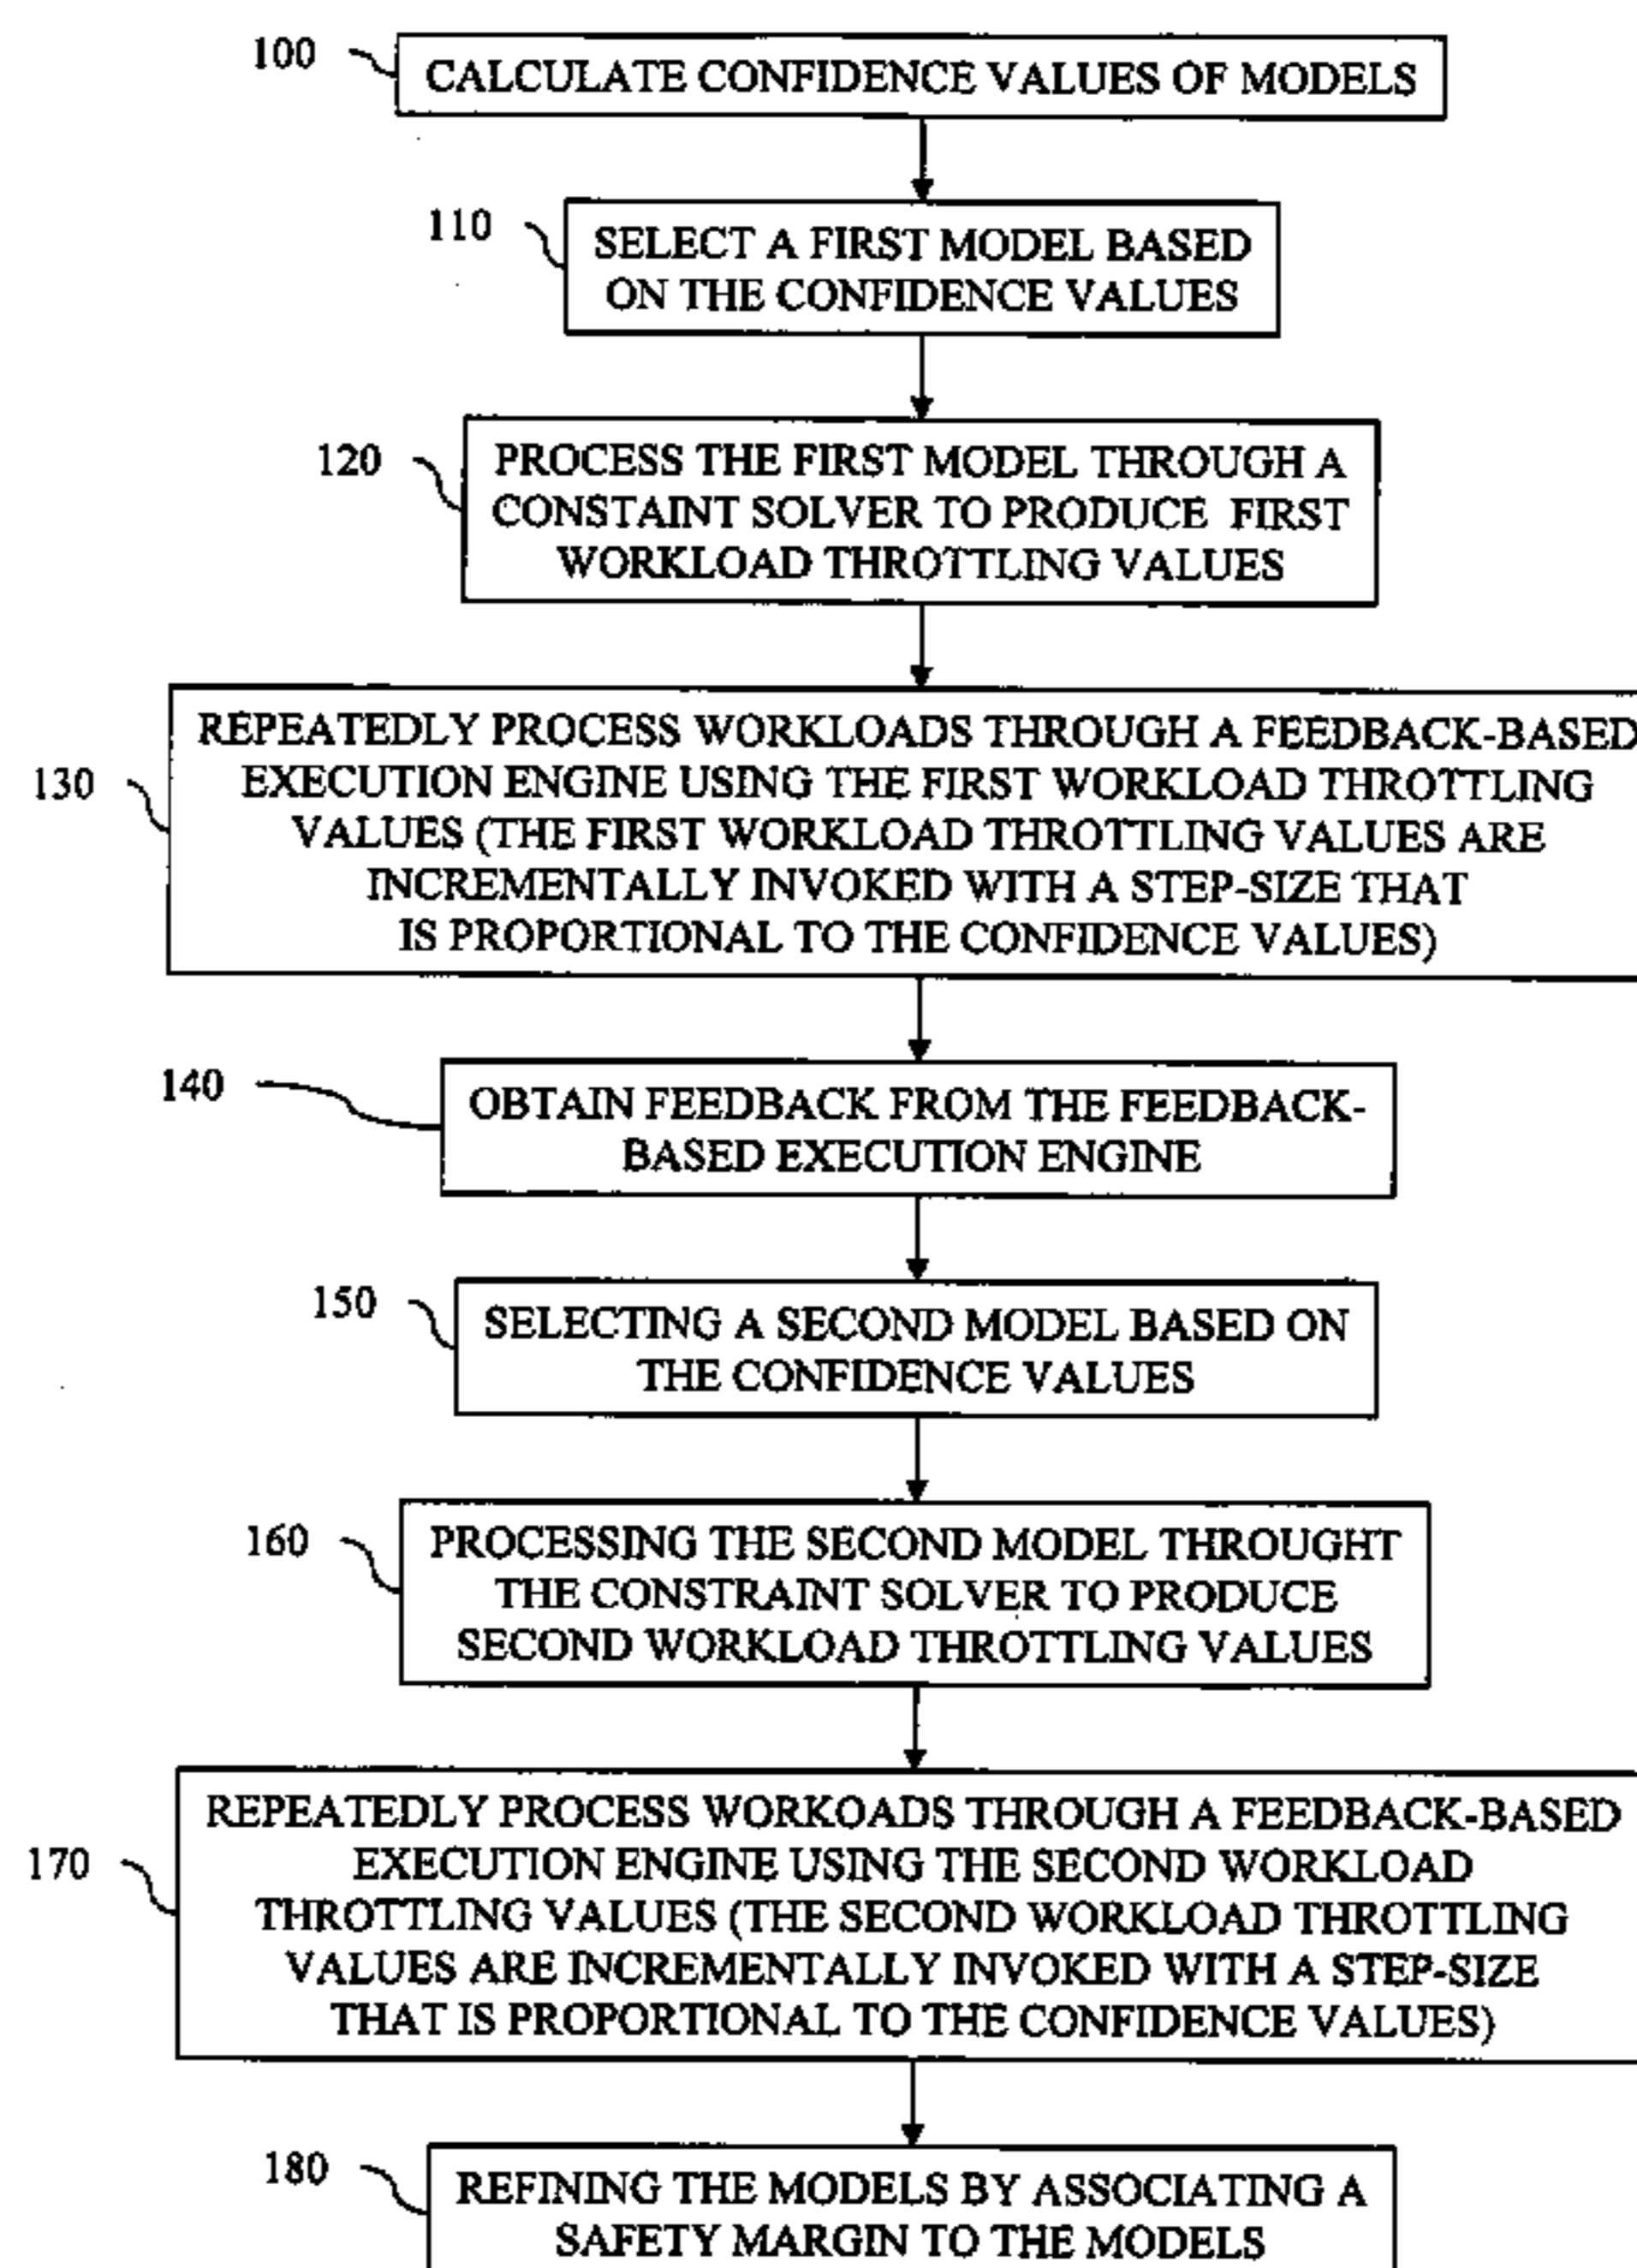 100
CALCULATE CONFIDENCE VALUES OF MODELS
110
SELECT A FIRST MODEL BASED
ON THE CONFIDENCE VALUES
120
PROCESS THE FIRST MODEL THROUGH A
CONSTAINT SOLVER TO PRODUCE FIRST
WORKLOAD THROTTLING VALUES
130
REPEATEDLY PROCESS WORKLOADS THROUGH A FEEDBACK-BASED
EXECUTION ENGINE USING THE FIRST WORKLOAD THROTTLING
VALUES (THE FIRST WORKLOAD THROTTLING VALUES ARE
INCREMENTALLY INVOKED WITH A STEP-SIZE THAT
IS PROPORTIONAL TO THE CONFIDENCE VALUES)
140
OBTAIN FEEDBACK FROM THE FEEDBACK-
BASED EXECUTION ENGINE
150
SELECTING A SECOND MODEL BASED ON
THE CONFIDENCE VALUES
160
PROCESSING THE SECOND MODEL THROUGHT
THE CONSTRAINT SOLVER TO PRODUCE
SECOND WORKLOAD THROTTLING VALUES
170
REPEATEDLY PROCESS WORKOADS THROUGH A FEEDBACK-BASED
EXECUTION ENGINE USING THE SECOND WORKLOAD
THROTTLING VALUES (THE SECOND WORKLOAD THROTTLING
VALUES ARE INCREMENTALLY INVOKED WITH A STEP-SIZE
THAT IS PROPORTIONAL TO THE CONFIDENCE VALUES)
180
REFINING THE MODELS BY ASSOCIATING A
SAFETY MARGIN TO THE MODELS